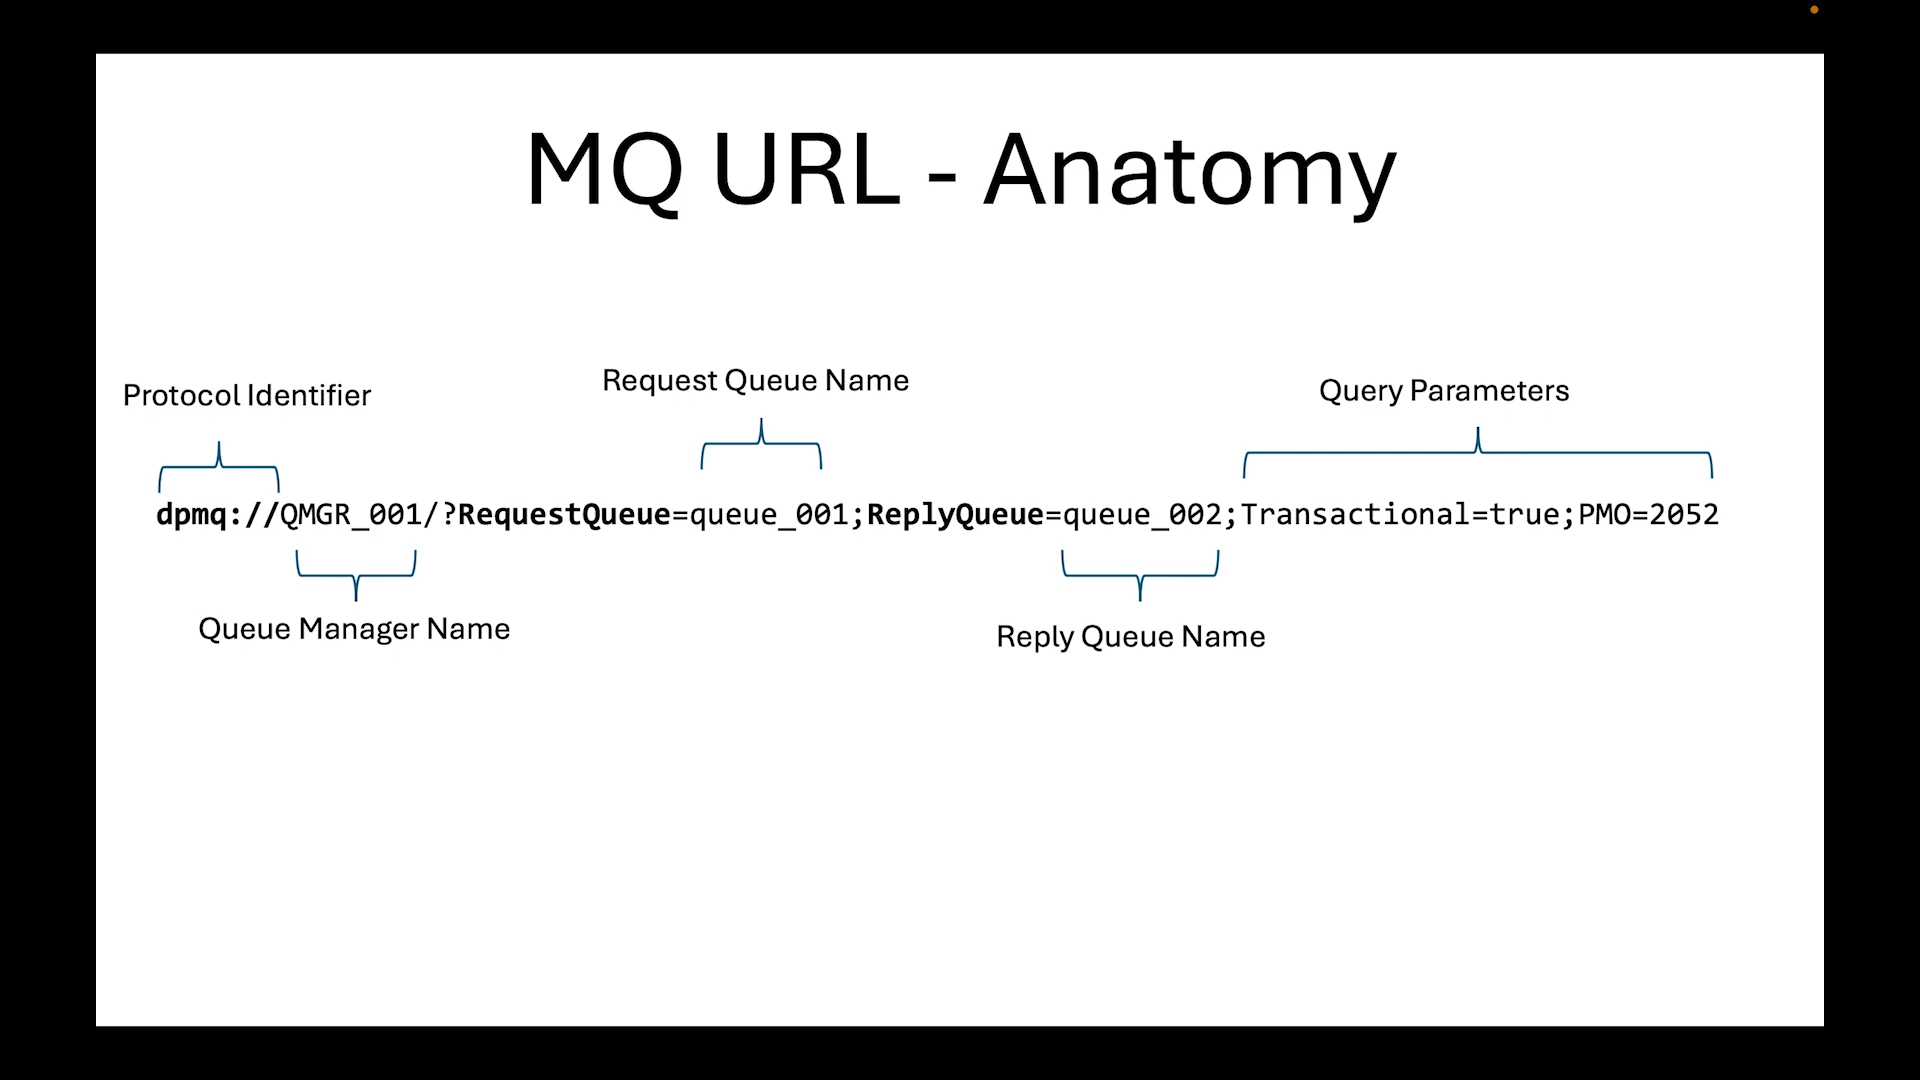 MQ URL - Anatomy
Protocol Identifier
Request Queue Name
Query Parameters
dpmq://QMGR_001/?RequestQueue=queue_001;ReplyQueue=queue_002;Transactional=true;PMO=2052
Queue Manager Name
Reply Queue Name